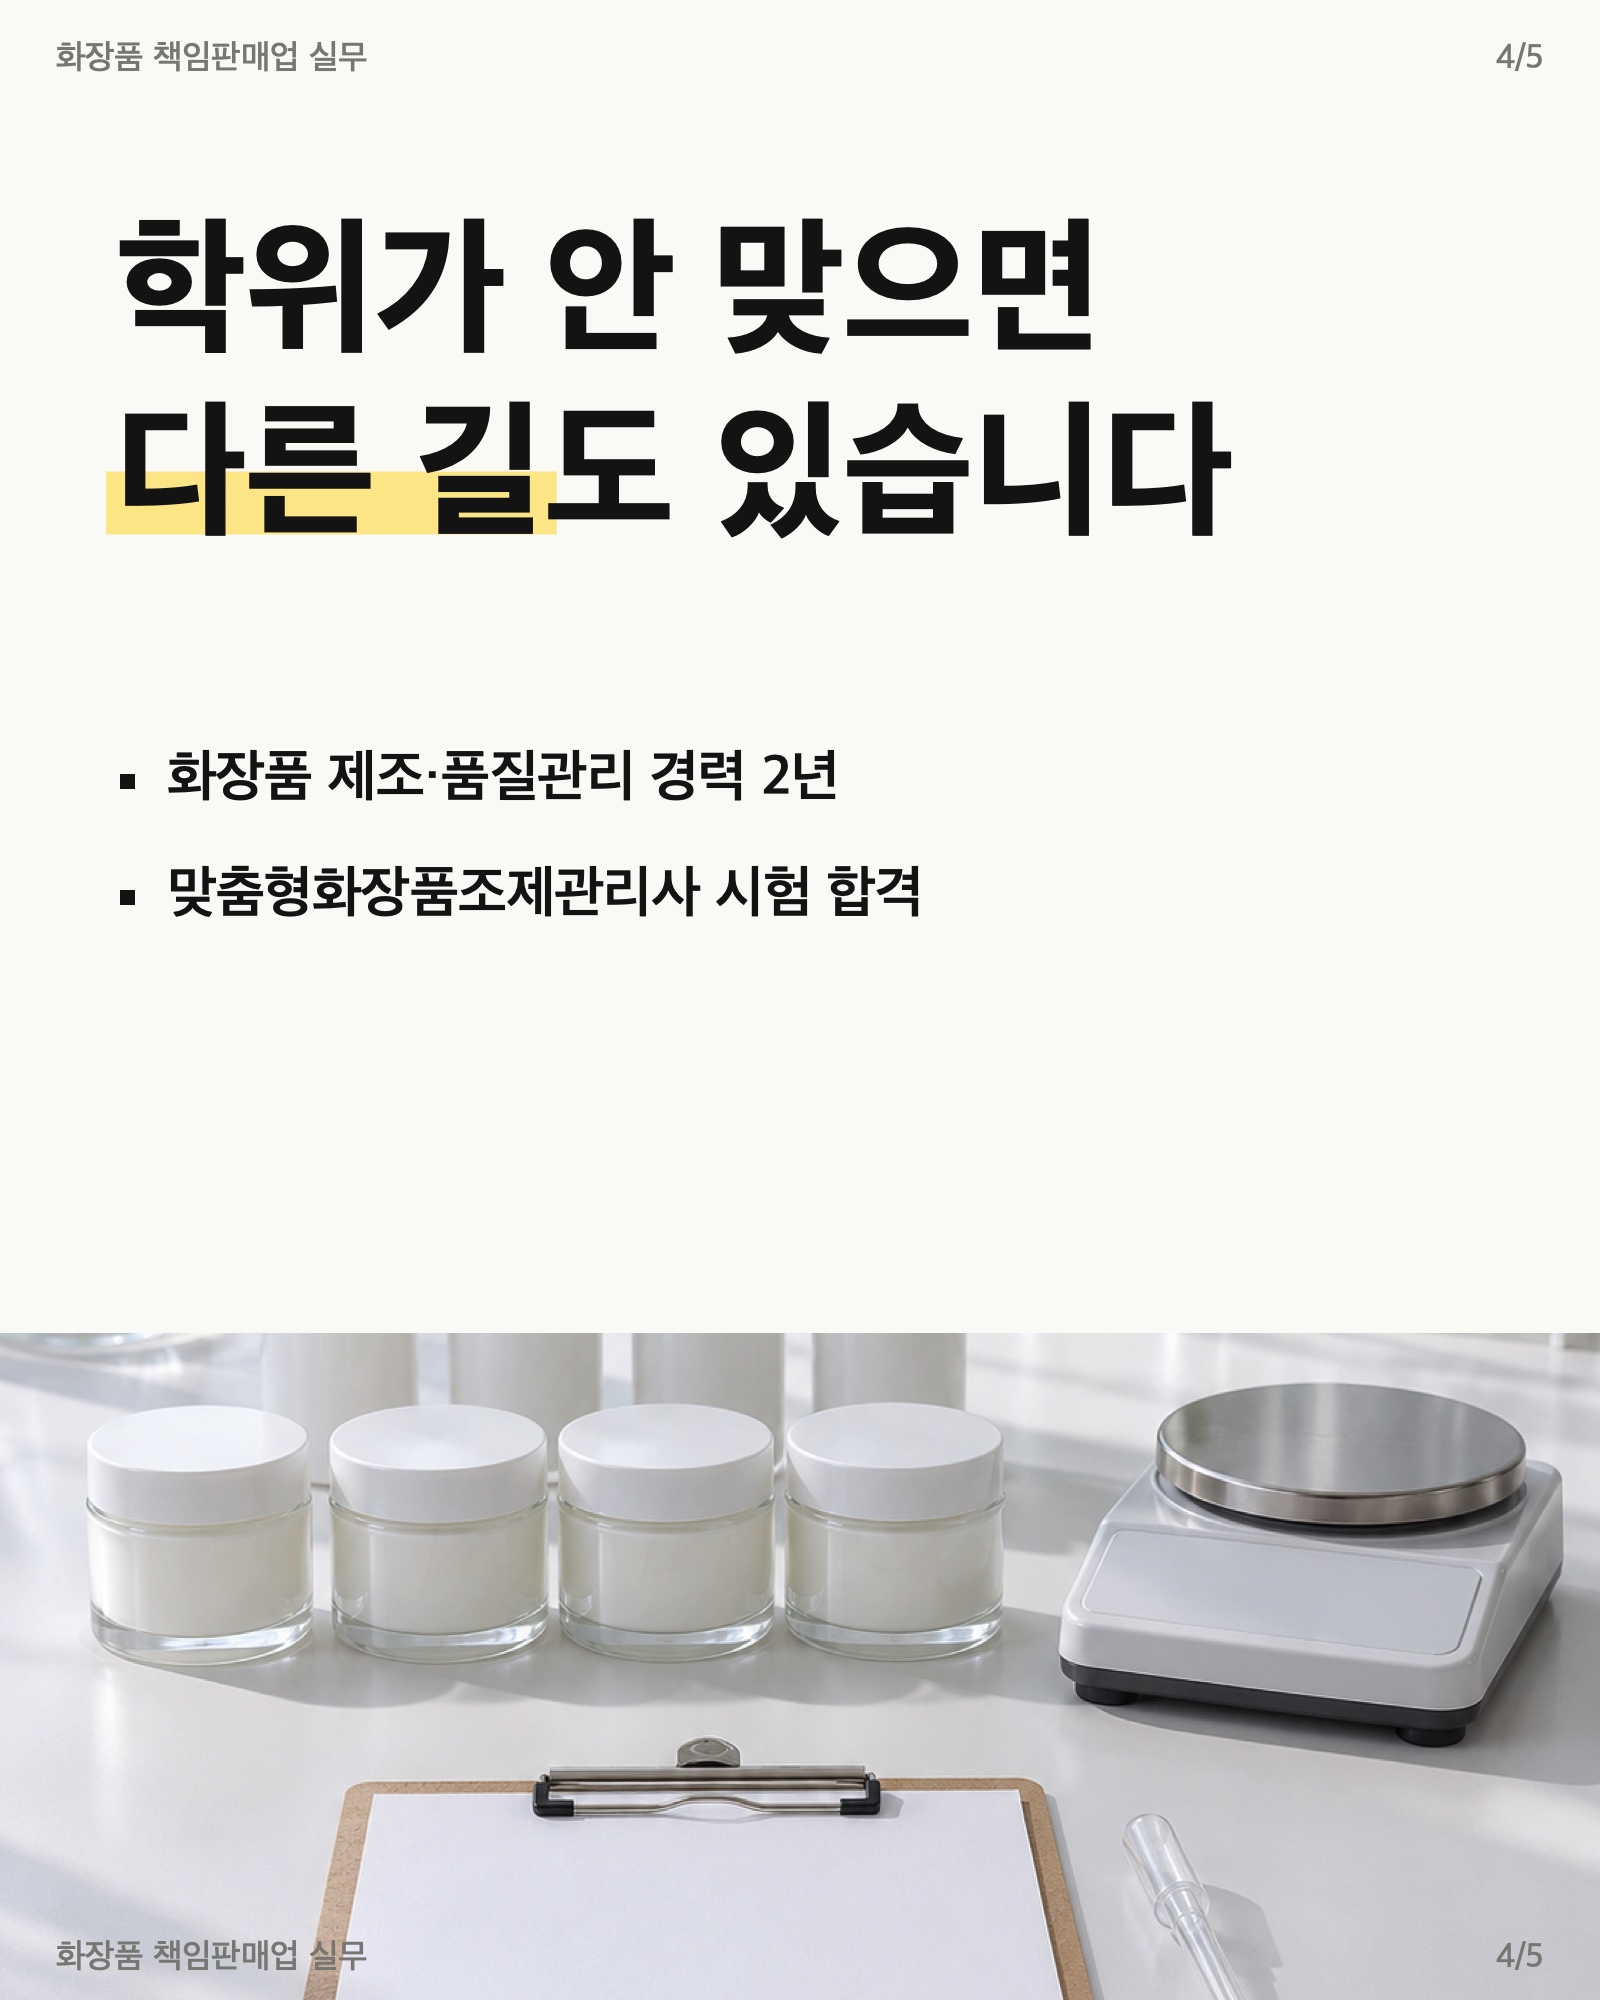 화장품 책임판매업 실무
4/5
학위가 안 맞으면
다른 길도 있습니다
▪ 화장품 제조·품질관리 경력 2년
▪ 맞춤형화장품조제관리사 시험 합격
화장품 책임판매업 실무
4/5